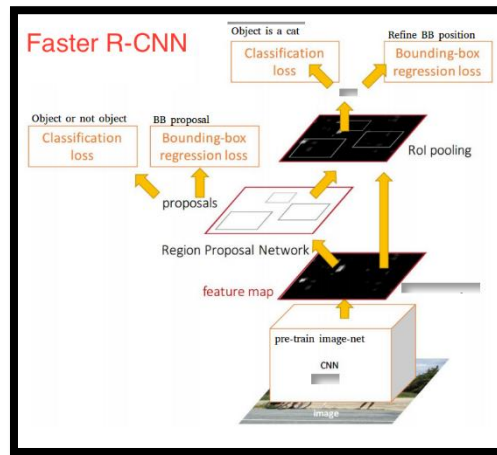 Faster R-CNN
Object is a cat
Classification
loss
Refine BB position
Bounding-box
regression loss
Object or not object
Classification
loss
BB proposal
Bounding-box
regression loss
RoI pooling
proposals
Region Proposal Network
feature map
pre-train image-net
CNN
image